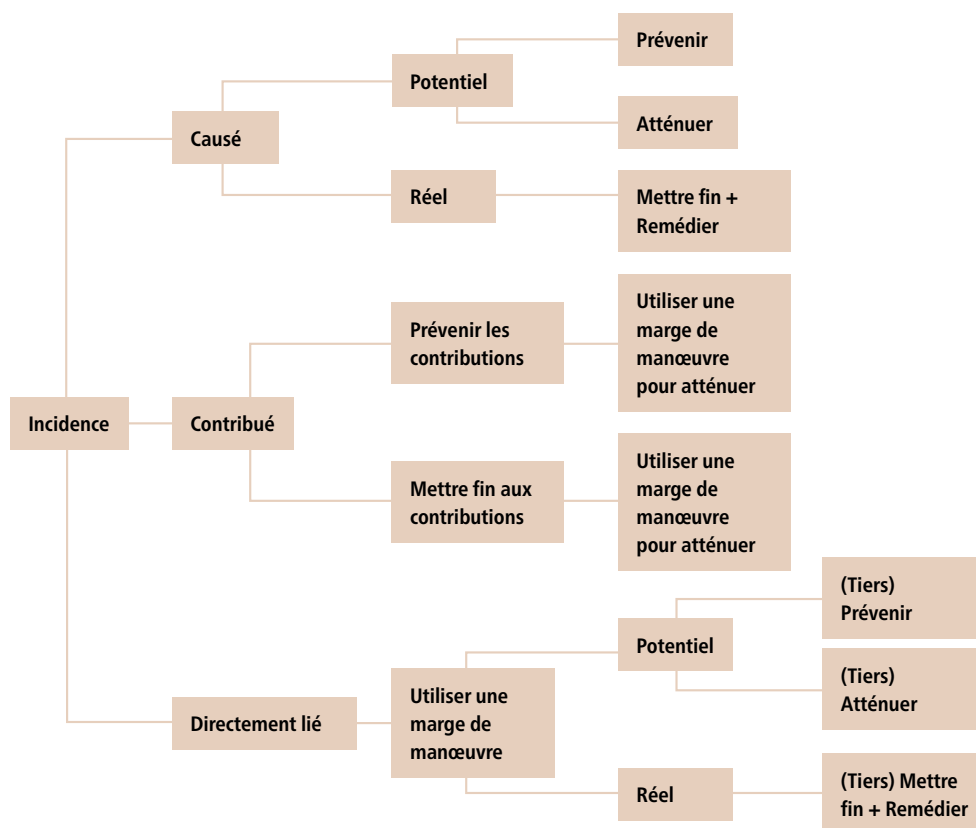 Prévenir
Potentiel
Atténuer
Causé
Réel
Mettre fin +
Remédier
Prévenir les
contributions
Utiliser une
marge de
manœuvre
pour atténuer
Incidence
Contribué
Mettre fin aux
contributions
Utiliser une
marge de
manœuvre
pour atténuer
Directement lié
Utiliser une
marge de
manœuvre
Potentiel
(Tiers)
Prévenir
(Tiers)
Atténuer
Réel
(Tiers) Mettre
fin + Remédier